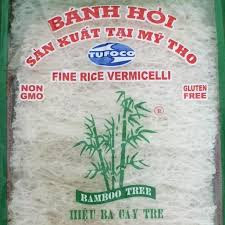 BÁNH HỎI
SẢN XUẤT TẠI MỸ THO
TUFOCO
FINE RICE VERMICELLI
NON GMO
GLUTEN FREE
®
BAMBOO TREE
HIỆU BA CÂY TRE